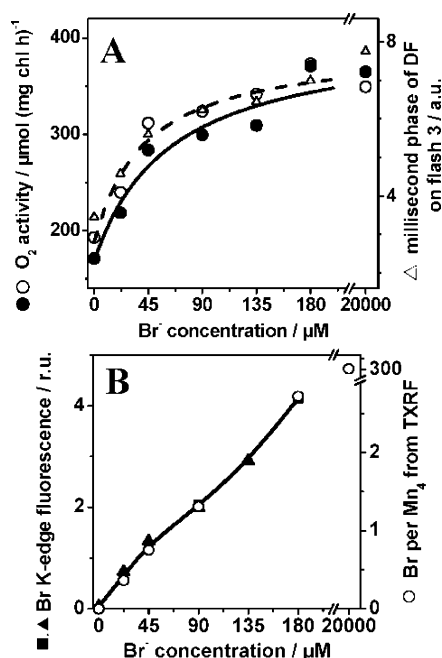 A
400
300
200
8
4
0 45 90 135 180 20000
Br⁻ concentration / µM
●○ O₂ activity / µmol (mg chl h)⁻¹
△ millisecond phase of DF
on flash 3 / a.u.
B
4
2
0
300
2
1
0
0 45 90 135 180 20000
Br⁻ concentration / µM
■,▲ Br K-edge fluorescence / r.u.
○ Br per Mn₄ from TXRF